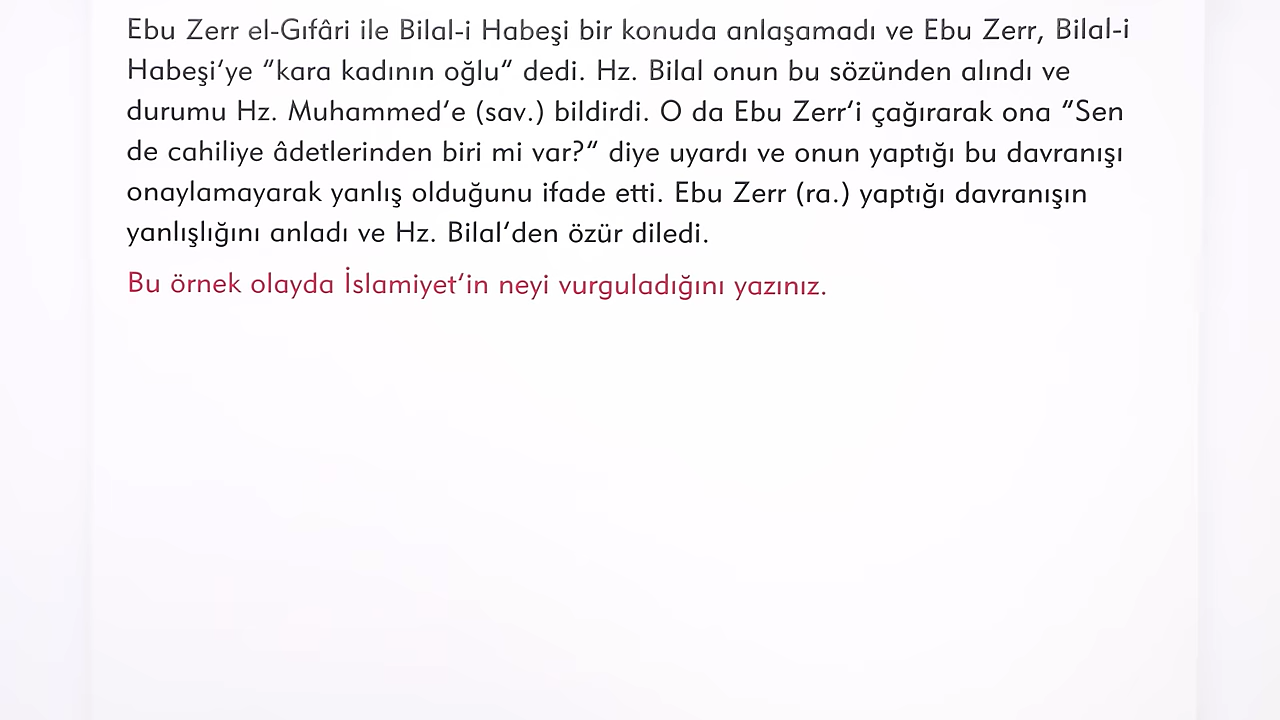 Ebu Zerr el-Gıfâri ile Bilal-i Habeşi bir konuda anlaşamadı ve Ebu Zerr, Bilal-i
Habeşi’ye “kara kadının oğlu“ dedi. Hz. Bilal onun bu sözünden alındı ve
durumu Hz. Muhammed’e (sav.) bildirdi. O da Ebu Zerr’i çağırarak ona “Sen
de cahiliye âdetlerinden biri mi var?“ diye uyardı ve onun yaptığı bu davranışı
onaylamayarak yanlış olduğunu ifade etti. Ebu Zerr (ra.) yaptığı davranışın
yanlışlığını anladı ve Hz. Bilal’den özür diledi.
Bu örnek olayda İslamiyet’in neyi vurguladığını yazınız.